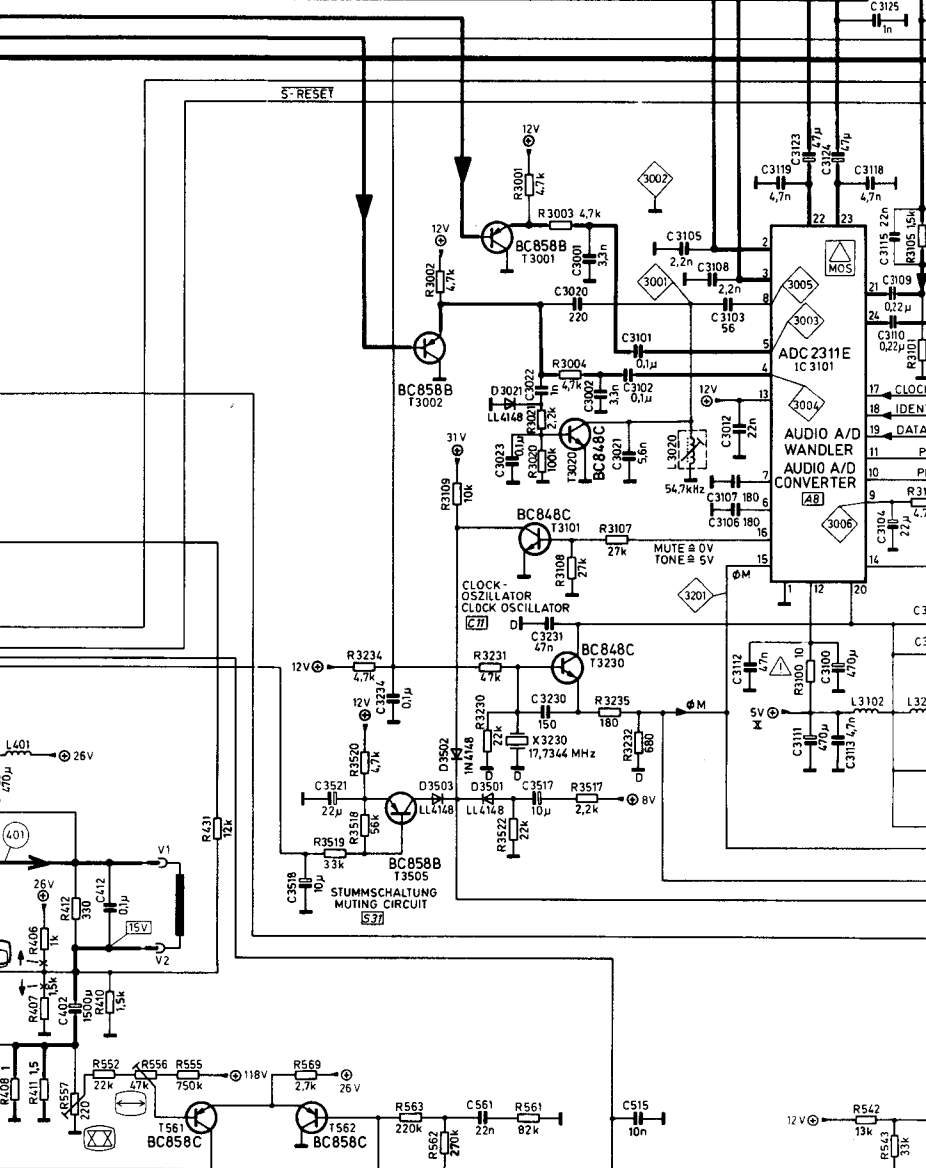 C3125
1n
S-RESET
12V
R3001
4,7k
3002
C3123
47µ
C3124
47µ
C3119
4,7n
C3118
4,7n
22
23
R3003 4,7k
BC858B
T3001
C3001
3,3n
12V
R3002
4,7k
C3105
2,2n
2
C3108
2,2n
3
MOS
C3115 22n
R3105 1,5k
3001
3005
21
C3109
0,22µ
C3020
220
C3103
56
8
3003
24
C3110
0,22µ
R3101
BC858B
T3002
C3101
0,1µ
5
ADC2311E
IC3101
R3004
4,7k
C3102
0,1µ
4
C3022
1n
C3002
3,3n
D3021
LL4148
R3021
2,2k
12V
13
3004
17
CLOCK
18
IDENT
19
DATA
C3012
22n
AUDIO A/D
WANDLER
AUDIO A/D
CONVERTER
A8
11
10
31V
C3023
0,1µ
R3020
100k
T3020
BC848C
C3021
5,6n
L3020
54,7kHz
R3109
10k
7
C3107 180
C3106 180
6
9
3006
C3104
22µ
BC848C
T3101
R3107
27k
16
MUTE ≙ 0V
TONE ≙ 5V
R3108
27k
15
ØM
14
3201
1
12
20
CLOCK-
OSZILLATOR
CLOCK OSCILLATOR
C11
D
C3231
47n
BC848C
T3230
12V
R3234
4,7k
R3231
47k
C3234
0,1µ
C3112
47n
R3100 10
C3100
470µ
12V
R3230
22k
C3230
150
R3235
180
ØM
X3230
17,7344 MHz
R3232
680
D
D
D
5V
L3102
C3111
470µ
C3113 4,7n
D3502
1N4148
R3520
4,7k
L401
26V
470µ
C3521
22µ
D3503
LL4148
D3501
LL4148
C3517
10µ
R3517
2,2k
8V
R3518
56k
R3522
22k
R3519
33k
BC858B
T3505
C3518
10µ
STUMMSCHALTUNG
MUTING CIRCUIT
S31
R431
12k
401
V1
26V
R412
330
C412
0,1µ
15V
V2
R406
1k
R407
1,5k
C402
1500µ
R410
1,5k
R408
1
R411
1,5
R557
220
R552
22k
R556
47k
R555
750k
118V
R569
2,7k
26V
T561
BC858C
T562
BC858C
R563
220k
C561
22n
R561
82k
R562
270k
C515
10n
12V
R542
13k
R543
33k